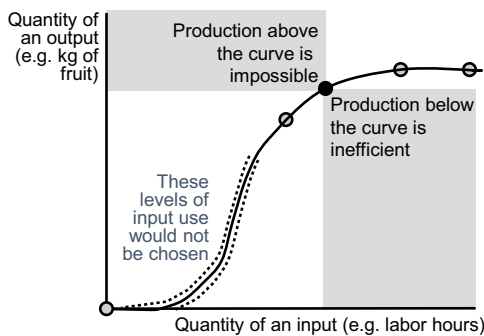 Quantity of
an output
(e.g. kg of
fruit)
Production above
the curve is
impossible
Production below
the curve is
inefficient
These
levels of
input use
would not
be chosen
Quantity of an input (e.g. labor hours)